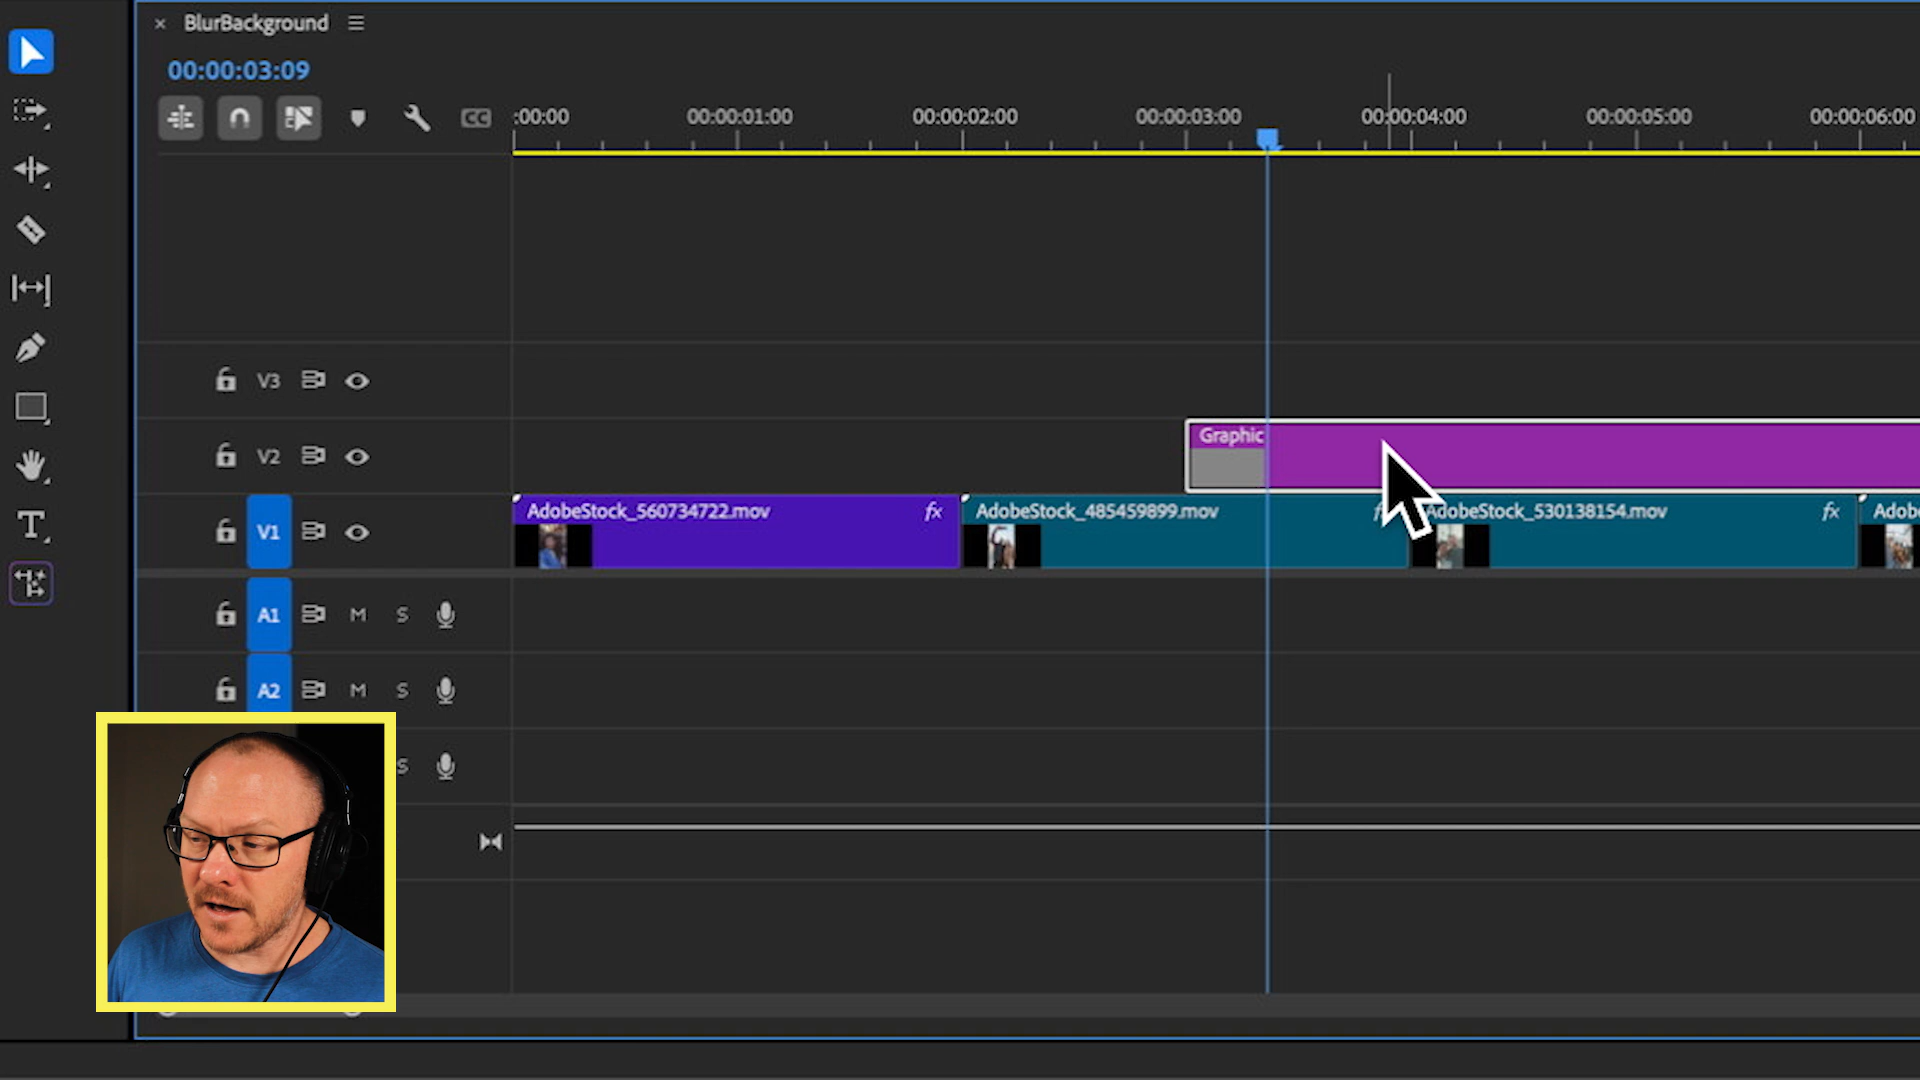 BlurBackground
00:00:03:09
CC
:00:00
00:00:01:00
00:00:02:00
00:00:03:00
00:00:04:00
00:00:05:00
00:00:06:00
V3
V2
Graphic
V1
AdobeStock_560734722.mov
fx
AdobeStock_485459899.mov
AdobeStock_530138154.mov
fx
Adob
A1
M
S
A2
M
S
S